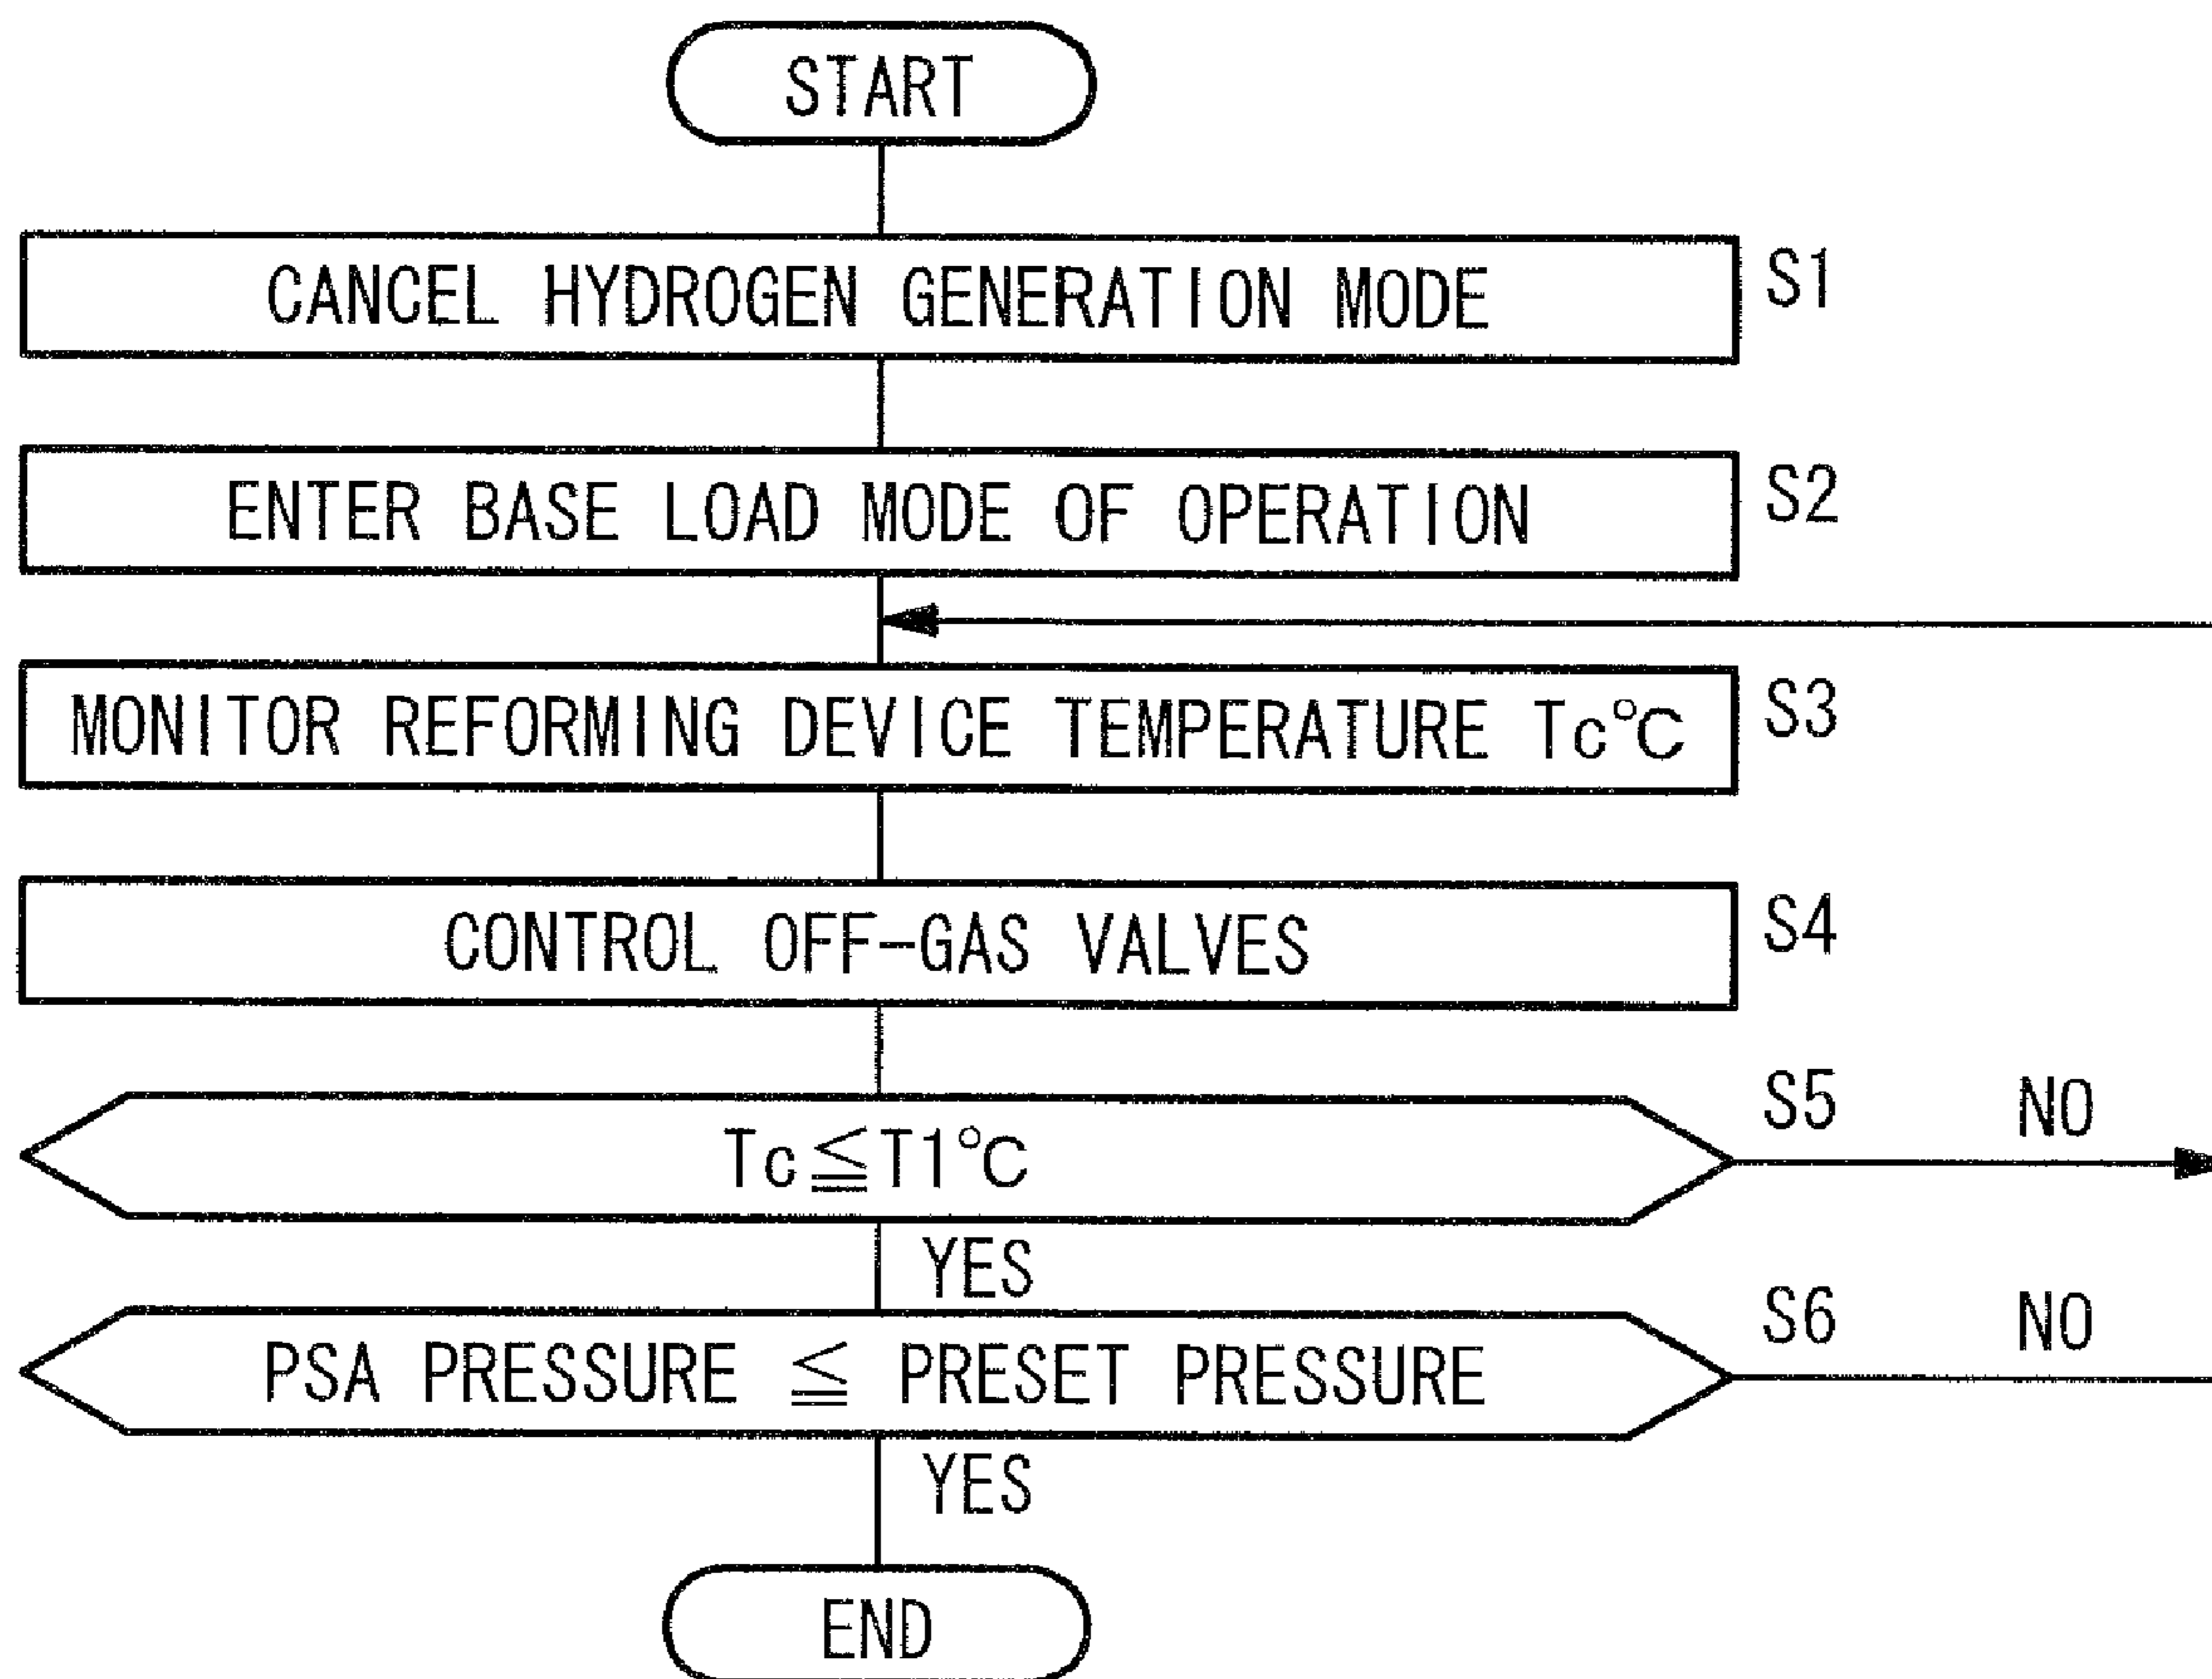 START
CANCEL HYDROGEN GENERATION MODE
S1
ENTER BASE LOAD MODE OF OPERATION
S2
MONITOR REFORMING DEVICE TEMPERATURE Tc°C
S3
CONTROL OFF-GAS VALVES
S4
Tc≦T1°C
S5
NO
YES
PSA PRESSURE ≦ PRESET PRESSURE
S6
NO
YES
END